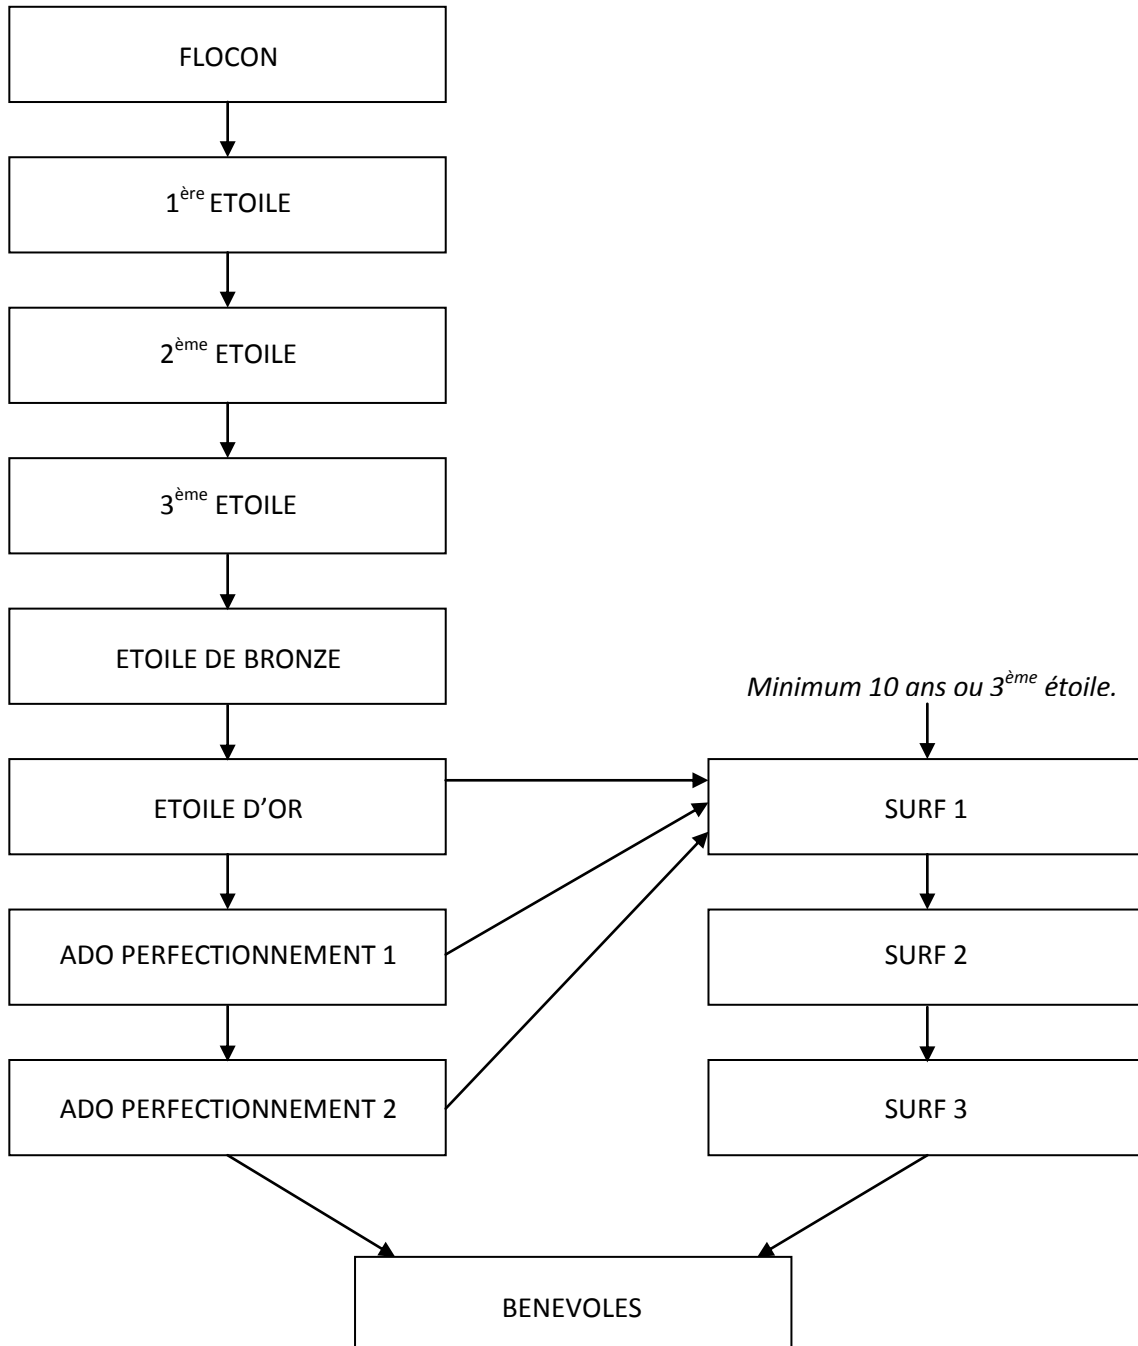 FLOCON
1ère ETOILE
2ème ETOILE
3ème ETOILE
ETOILE DE BRONZE
Minimum 10 ans ou 3ème étoile.
ETOILE D’OR
SURF 1
ADO PERFECTIONNEMENT 1
SURF 2
ADO PERFECTIONNEMENT 2
SURF 3
BENEVOLES